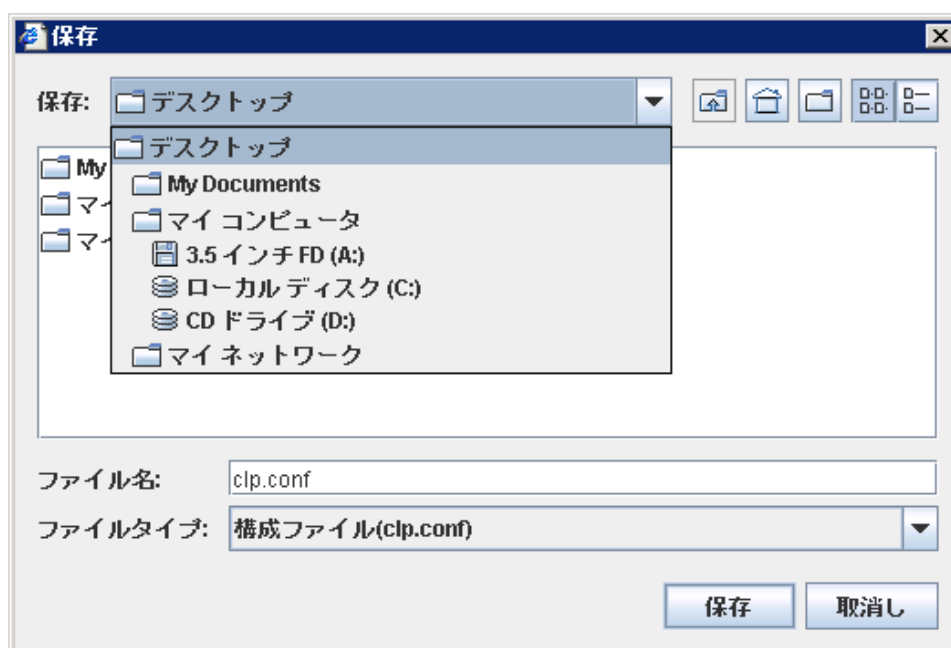 保存
保存: デスクトップ
デスクトップ
My
My Documents
マイ
マイ コンピュータ
マイ
3.5 インチ FD (A:)
ローカル ディスク (C:)
CD ドライブ (D:)
マイ ネットワーク
ファイル名: clp.conf
ファイルタイプ: 構成ファイル(clp.conf)
保存 取消し